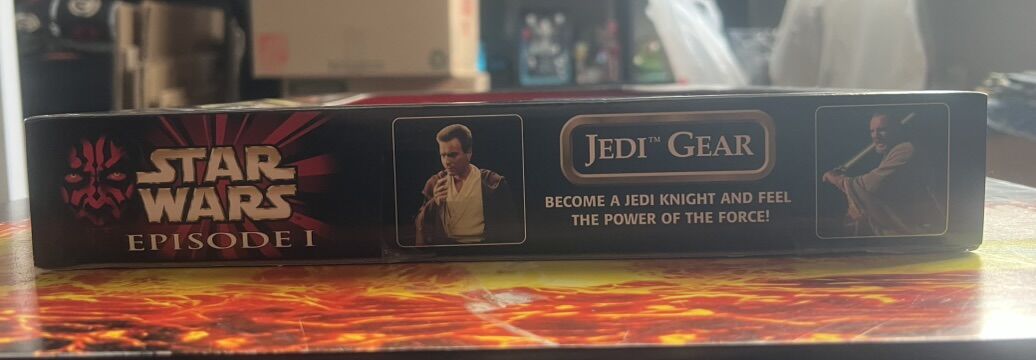 STAR
WARS
EPISODE I
JEDI™ GEAR
BECOME A JEDI KNIGHT AND FEEL
THE POWER OF THE FORCE!